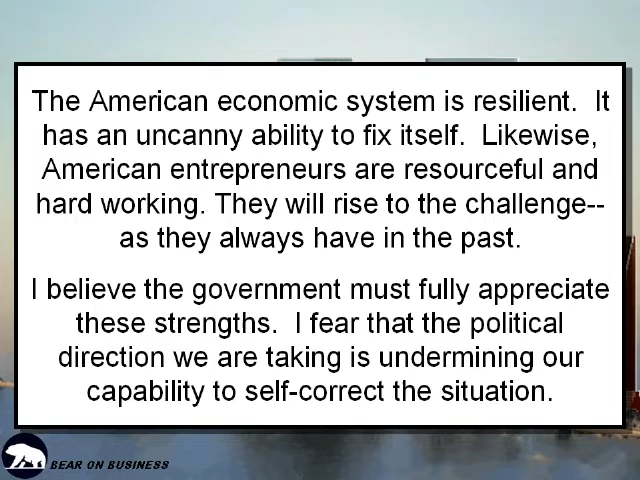 The American economic system is resilient.  It
has an uncanny ability to fix itself.  Likewise,
American entrepreneurs are resourceful and
hard working. They will rise to the challenge--
as they always have in the past.
I believe the government must fully appreciate
these strengths.  I fear that the political
direction we are taking is undermining our
capability to self-correct the situation.
BEAR ON BUSINESS